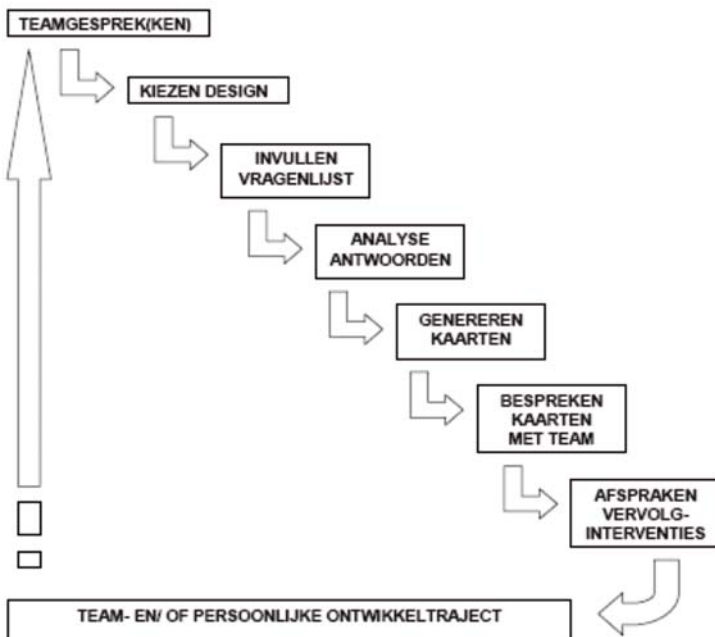 TEAMGESPREK(KEN)
KIEZEN DESIGN
INVULLEN
VRAGENLIJST
ANALYSE
ANTWOORDEN
GENEREREN
KAARTEN
BESPREKEN
KAARTEN
MET TEAM
AFSPRAKEN
VERVOLG-
INTERVENTIES
TEAM- EN/ OF PERSOONLIJKE ONTWIKKELTRAJECT